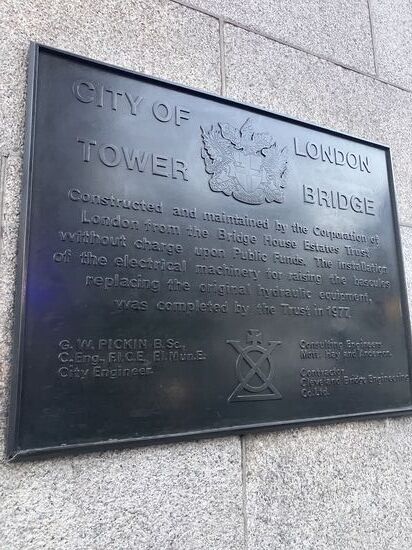 CITY OF LONDON
TOWER BRIDGE
Constructed and maintained by the Corporation of
London from the Bridge House Estates Trust
without charge upon Public Funds. The installation
of the electrical machinery for raising the bascules
replacing the original hydraulic equipment,
was completed by the Trust in 1977.
G. W. PICKIN B.Sc.,
C.Eng., F.I.C.E., F.I.Mun.E.
City Engineer.
Consulting Engineers
Mott, Hay and Anderson.
Contractor
Cleveland Bridge Engineering
Co. Ltd.